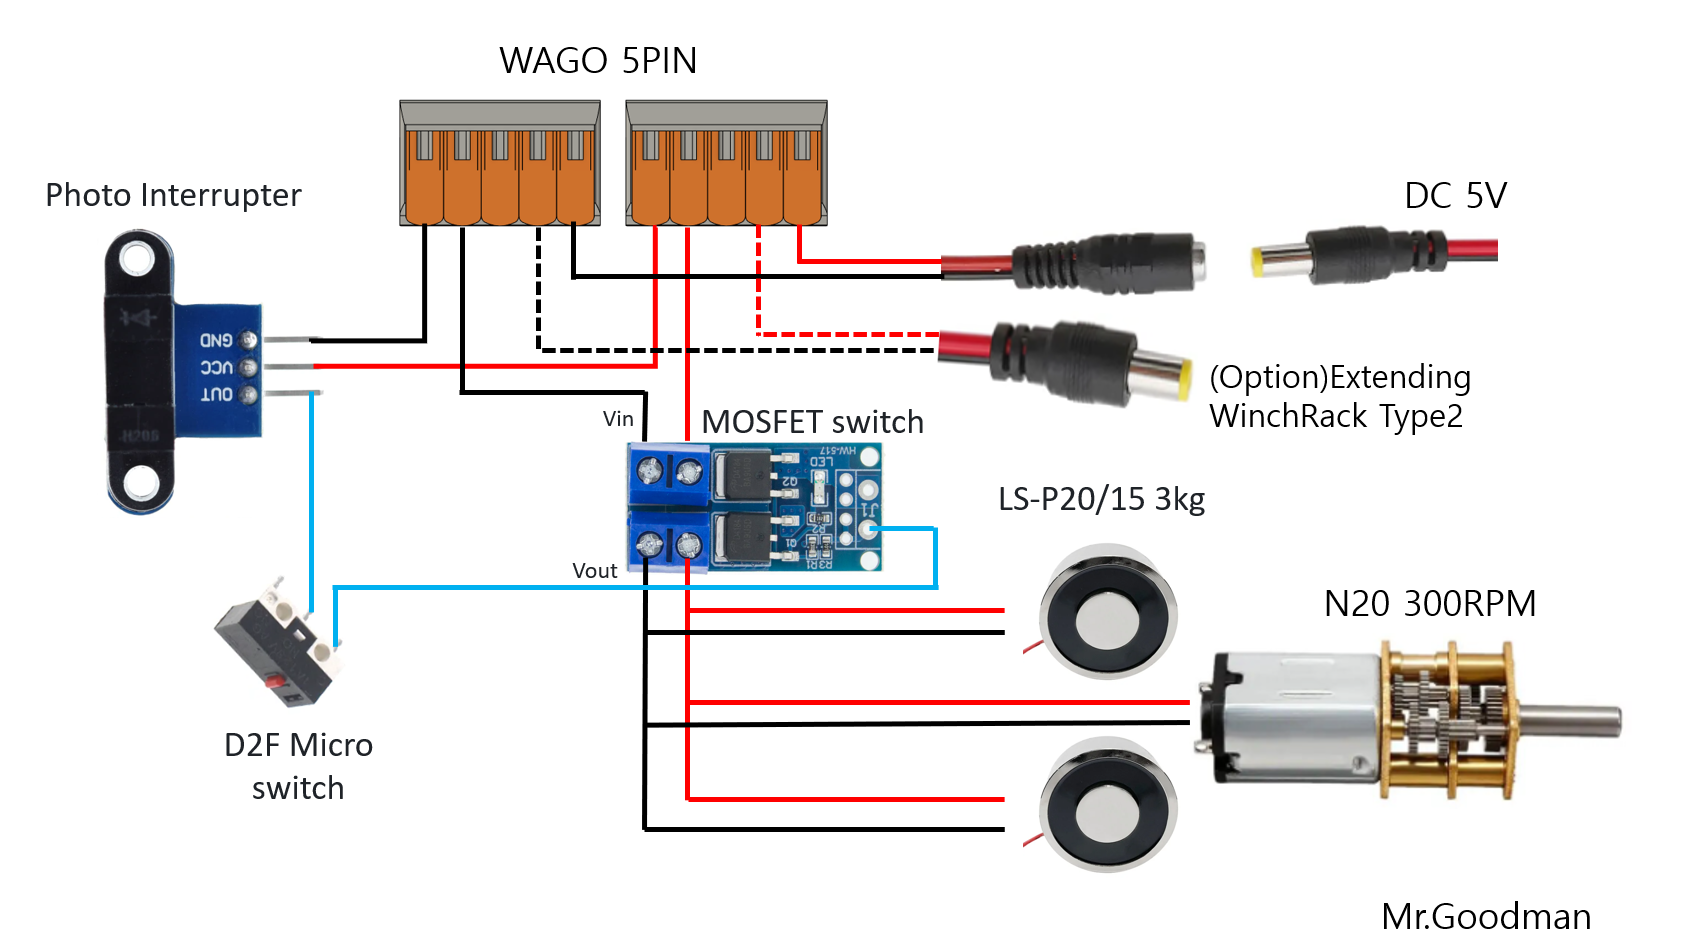 WAGO 5PIN
Photo Interrupter
DC 5V
GND
VCC
OUT
H206
(Option)Extending
WinchRack Type2
Vin
MOSFET switch
HW-517
LED
Q2
J1
R2
Q1
R3R1
Vout
LS-P20/15 3kg
N20 300RPM
D2F Micro
switch
Mr.Goodman